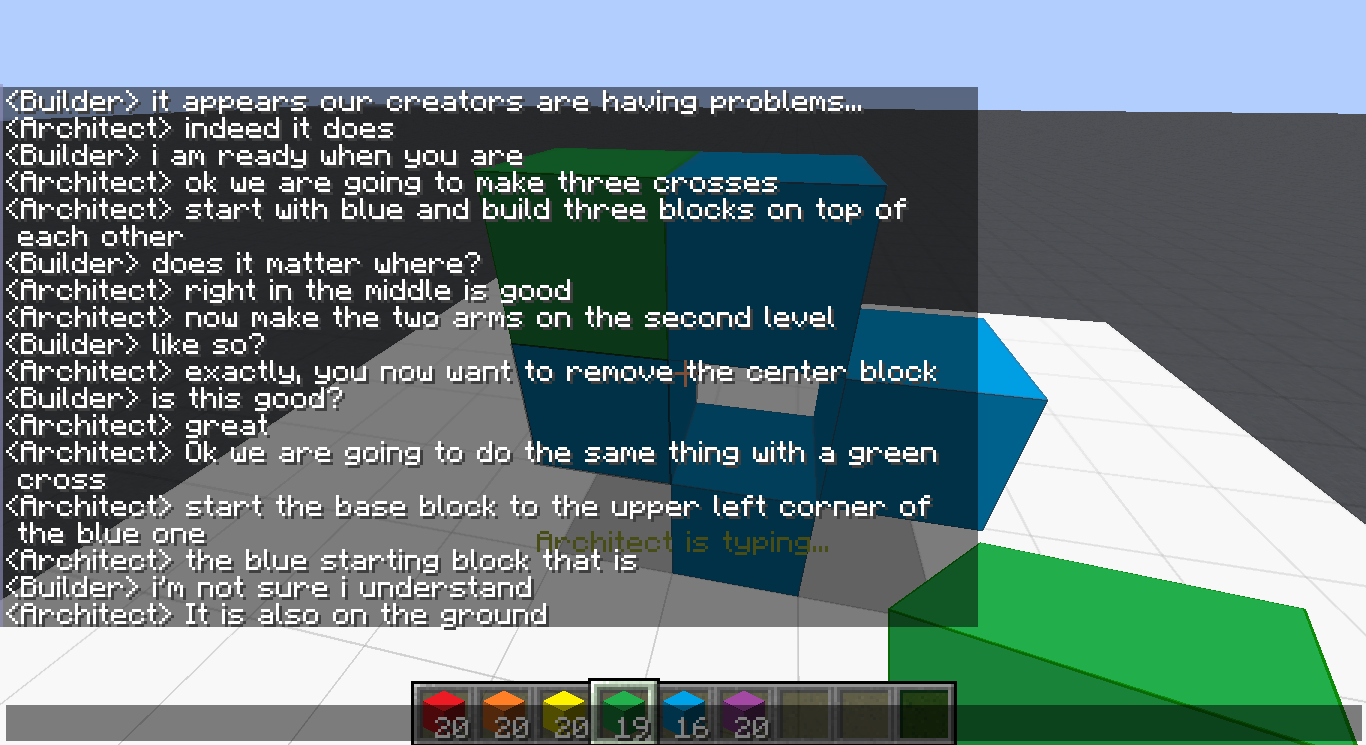 <Builder> it appears our creators are having problems...
<Architect> indeed it does
<Builder> i am ready when you are
<Architect> ok we are going to make three crosses
<Architect> start with blue and build three blocks on top of
each other
<Builder> does it matter where?
<Architect> right in the middle is good
<Architect> now make the two arms on the second level
<Builder> like so?
<Architect> exactly, you now want to remove the center block
<Builder> is this good?
<Architect> great
<Architect> Ok we are going to do the same thing with a green
cross
<Architect> start the base block to the upper left corner of
the blue one
Architect is typing...
<Architect> the blue starting block that is
<Builder> i'm not sure i understand
<Architect> It is also on the ground
20 20 20 19 16 20